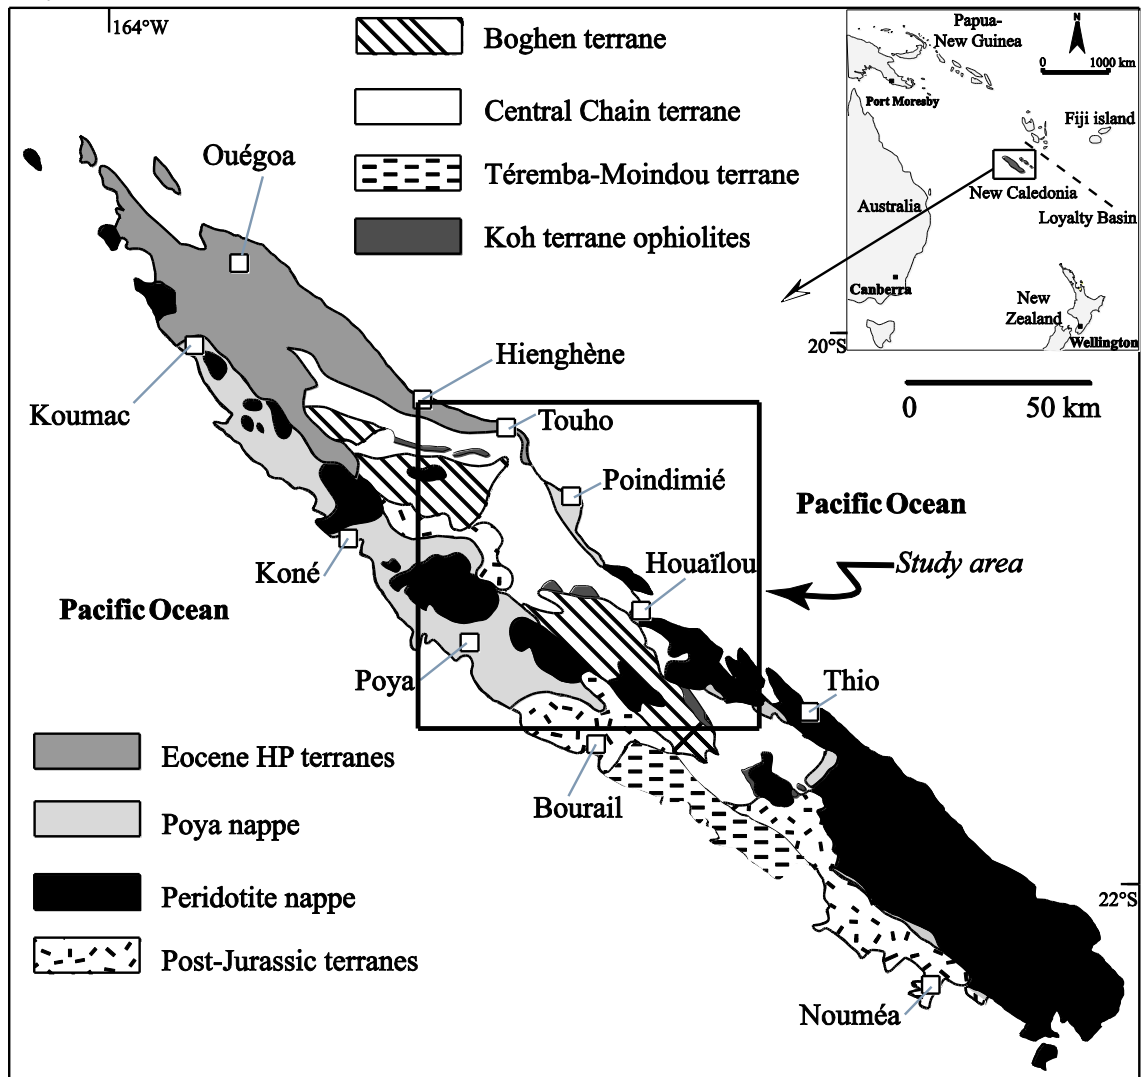 164°W
Boghen terrane
Central Chain terrane
Téremba-Moindou terrane
Koh terrane ophiolites
Papua-
New Guinea
N
0 1000 km
Port Moresby
Fiji island
New Caledonia
Australia
Loyalty Basin
Canberra
New
Zealand
Wellington
20°S
0 50 km
Ouégoa
Hienghène
Koumac
Touho
Poindimié
Pacific Ocean
Houaïlou
Study area
Koné
Pacific Ocean
Poya
Thio
Bourail
Eocene HP terranes
Poya nappe
Peridotite nappe
Post-Jurassic terranes
22°S
Nouméa